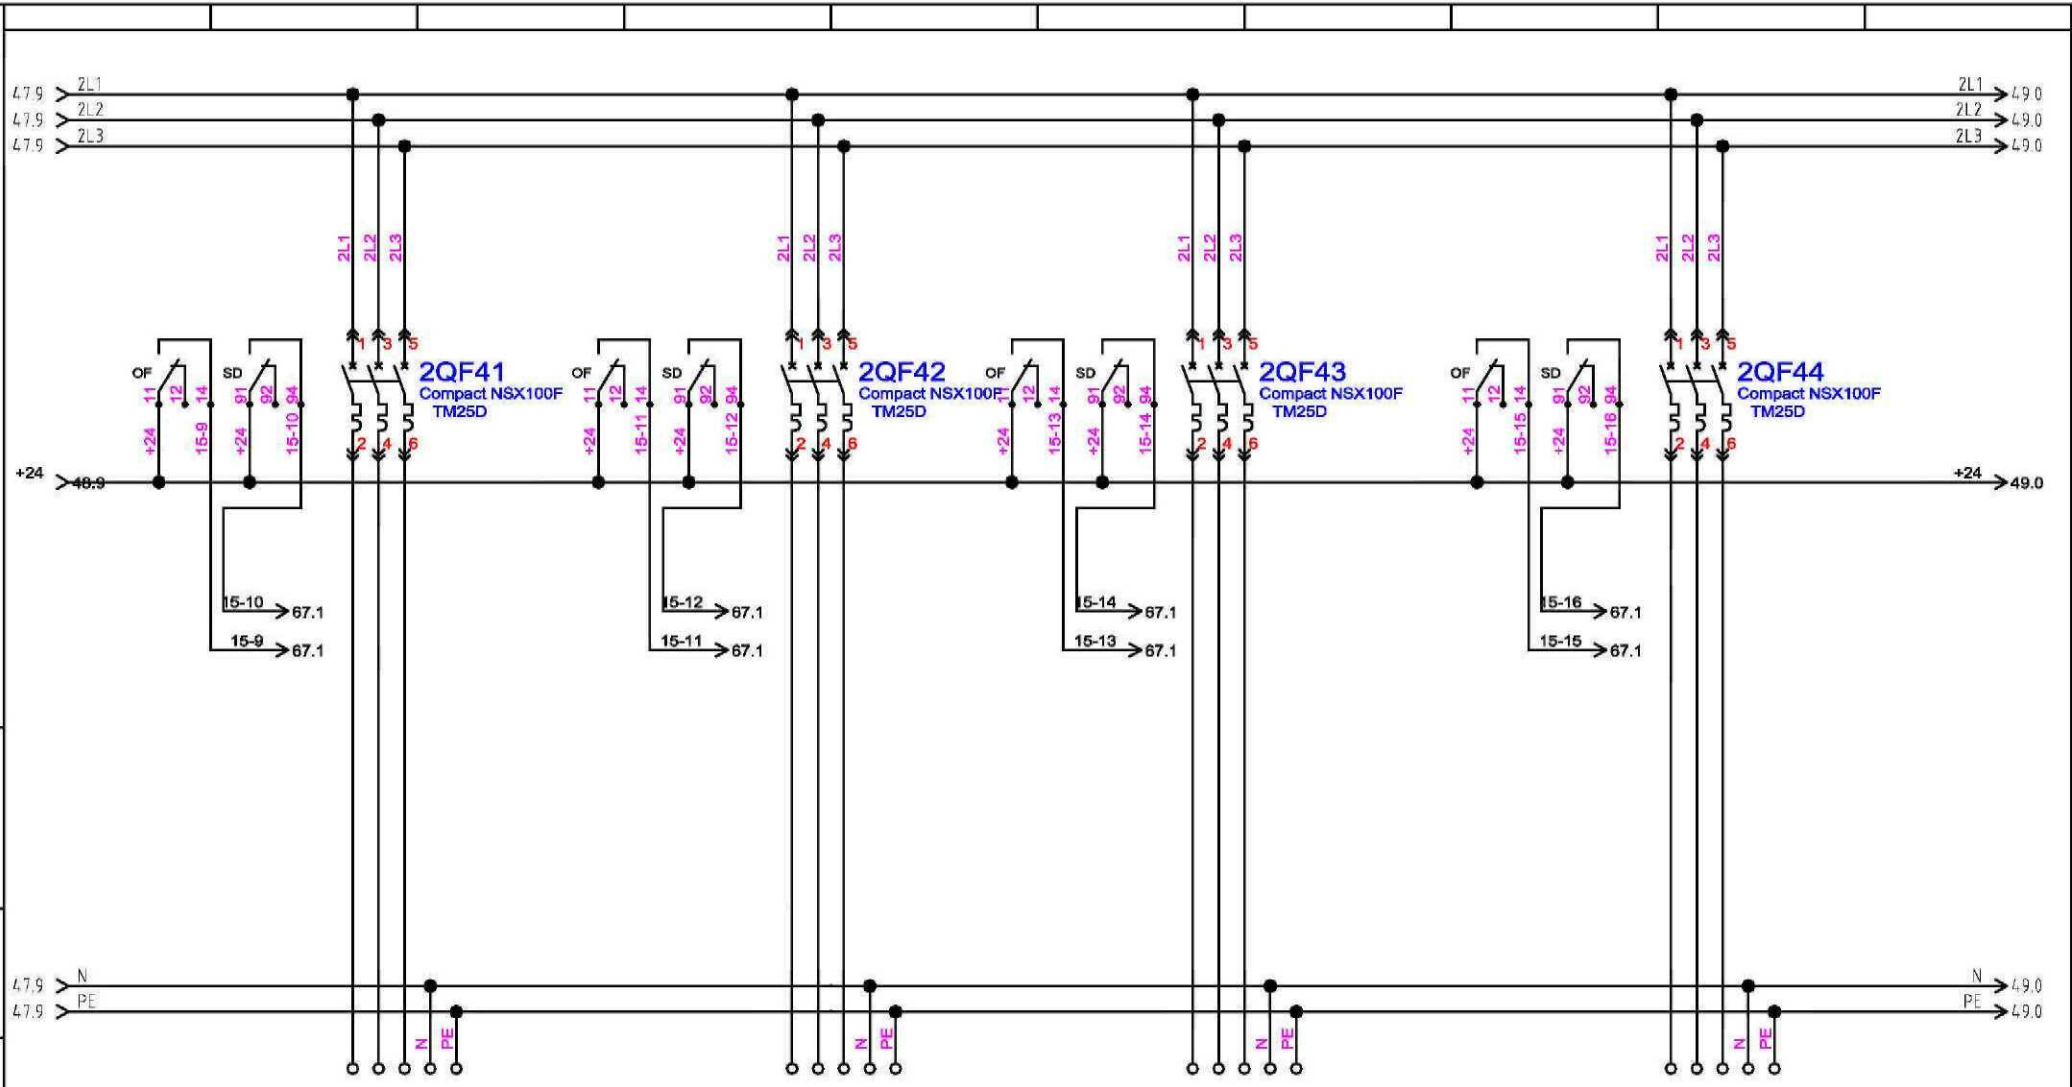 47.9 2L1 2L1 49.0
47.9 2L2 2L2 49.0
47.9 2L3 2L3 49.0
2L1 2L2 2L3 2L1 2L2 2L3 2L1 2L2 2L3 2L1 2L2 2L3
1 3 5 1 3 5 1 3 5 1 3 5
OF 11 12 14 SD 91 92 94 2QF41 OF 11 12 14 SD 91 92 94 2QF42 OF 11 12 14 SD 91 92 94 2QF43 OF 11 12 14 SD 91 92 94 2QF44
Compact NSX100F Compact NSX100F Compact NSX100F Compact NSX100F
TM25D TM25D TM25D TM25D
+24 15-9 +24 15-10 2 4 6 +24 15-11 +24 15-12 2 4 6 +24 15-13 +24 15-14 2 4 6 +24 15-15 +24 15-16 2 4 6
+24 48.9 +24 49.0
15-10 67.1 15-12 67.1 15-14 67.1 15-16 67.1
15-9 67.1 15-11 67.1 15-13 67.1 15-15 67.1
47.9 N N 49.0
47.9 PE PE 49.0
N PE N PE N PE N PE